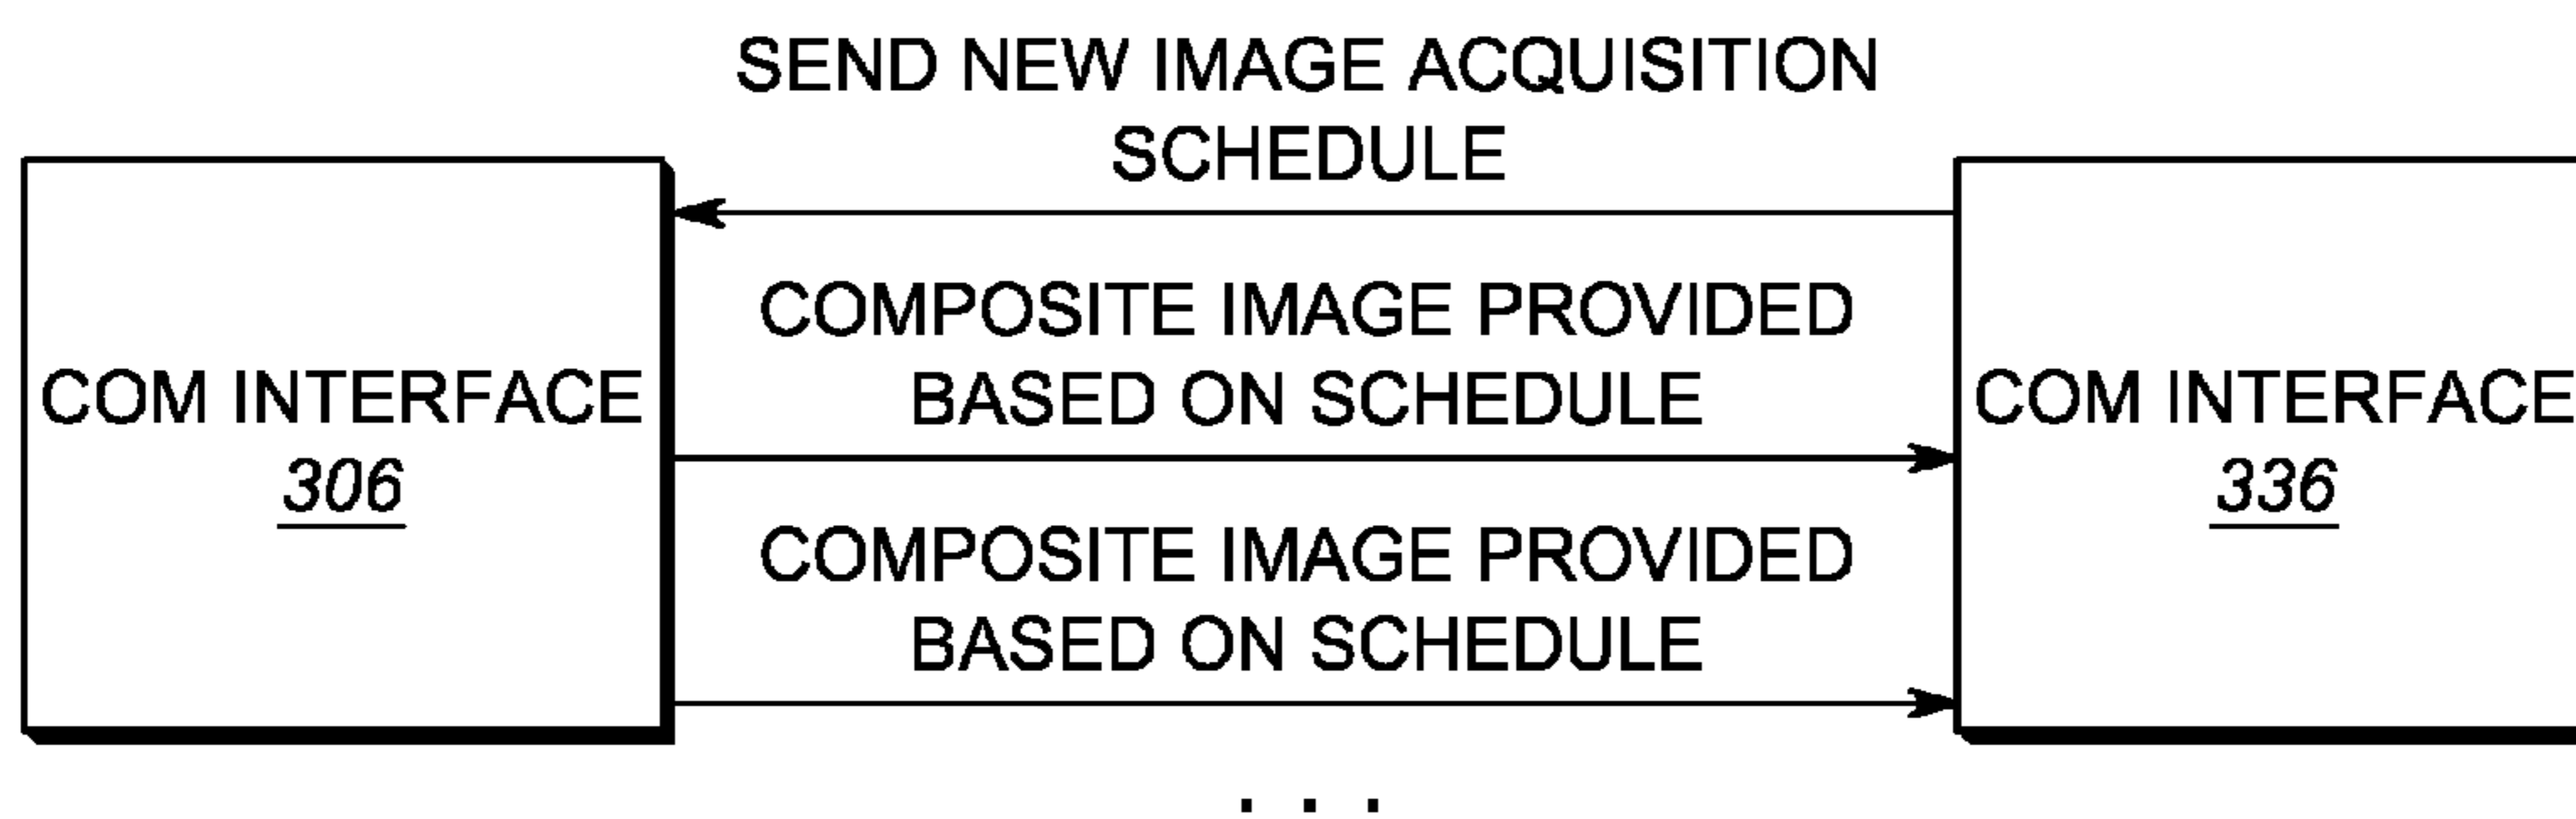 SEND NEW IMAGE ACQUISITION
SCHEDULE
COMPOSITE IMAGE PROVIDED
BASED ON SCHEDULE
COM INTERFACE
306
COM INTERFACE
336
COMPOSITE IMAGE PROVIDED
BASED ON SCHEDULE
. . .